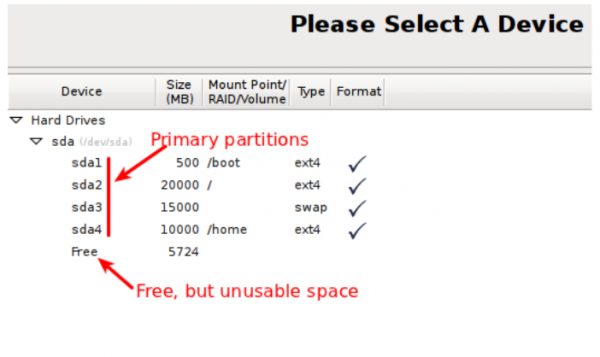 Please Select A Device
Device Size (MB) Mount Point/ RAID/Volume Type Format
Hard Drives
sda (/dev/sda)
Primary partitions
sda1 500 /boot ext4
sda2 20000 / ext4
sda3 15000 swap
sda4 10000 /home ext4
Free 5724
Free, but unusable space